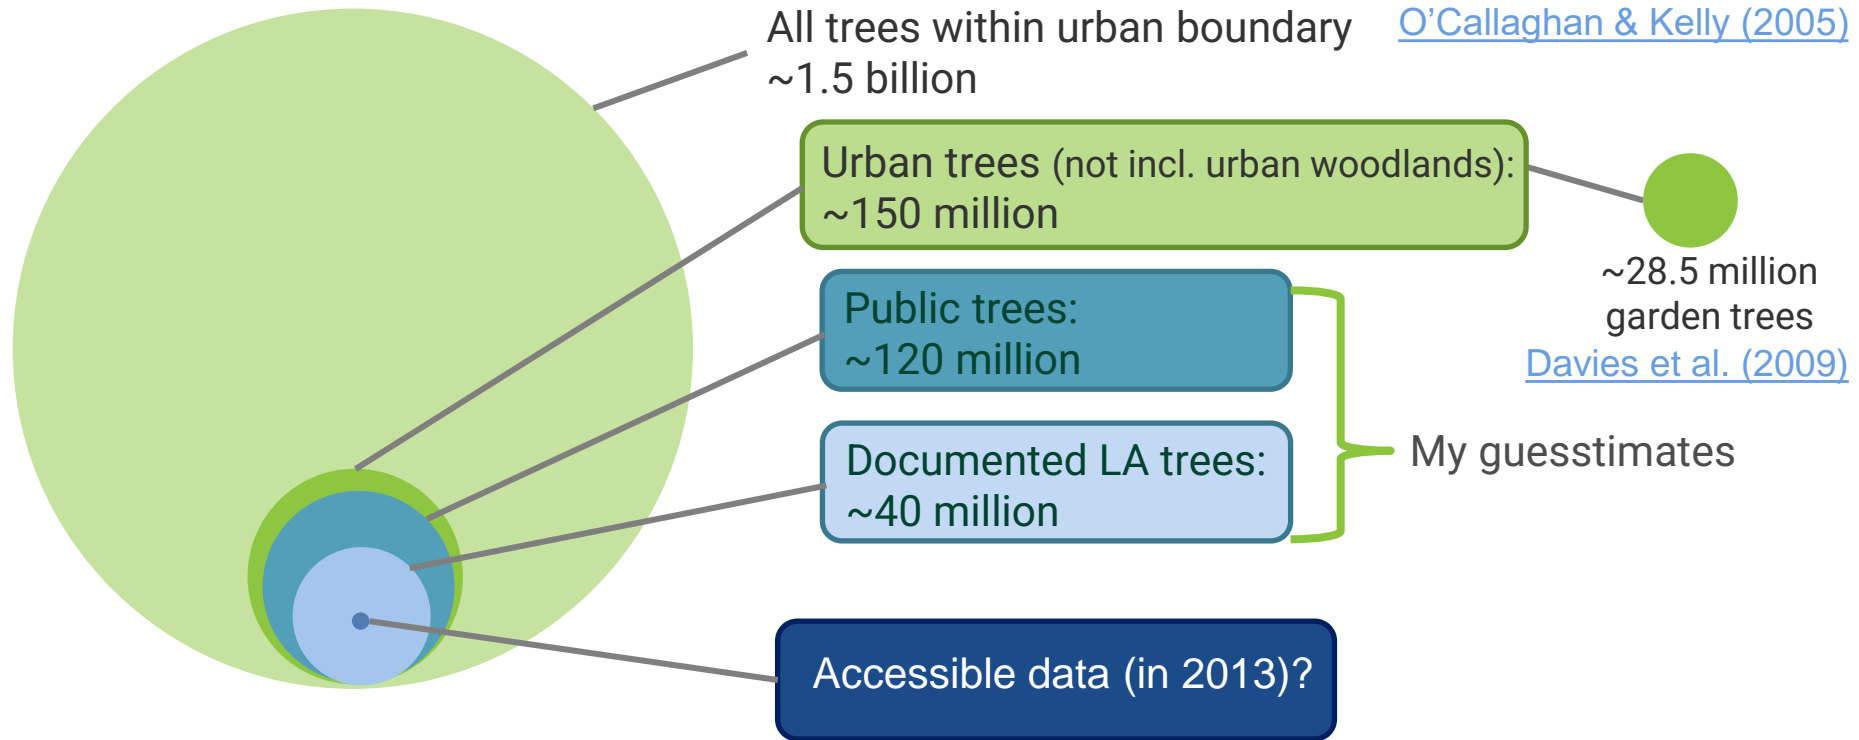 All trees within urban boundary
~1.5 billion
O'Callaghan & Kelly (2005)
Urban trees (not incl. urban woodlands):
~150 million
~28.5 million
garden trees
Davies et al. (2009)
Public trees:
~120 million
Documented LA trees:
~40 million
My guesstimates
Accessible data (in 2013)?